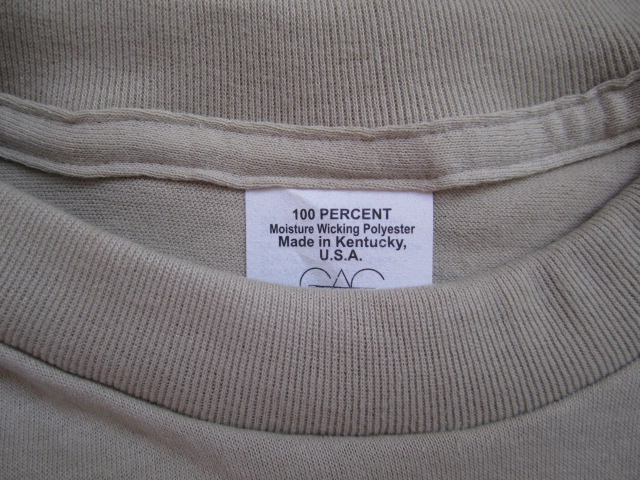 100 PERCENT
Moisture Wicking Polyester
Made in Kentucky,
U.S.A.